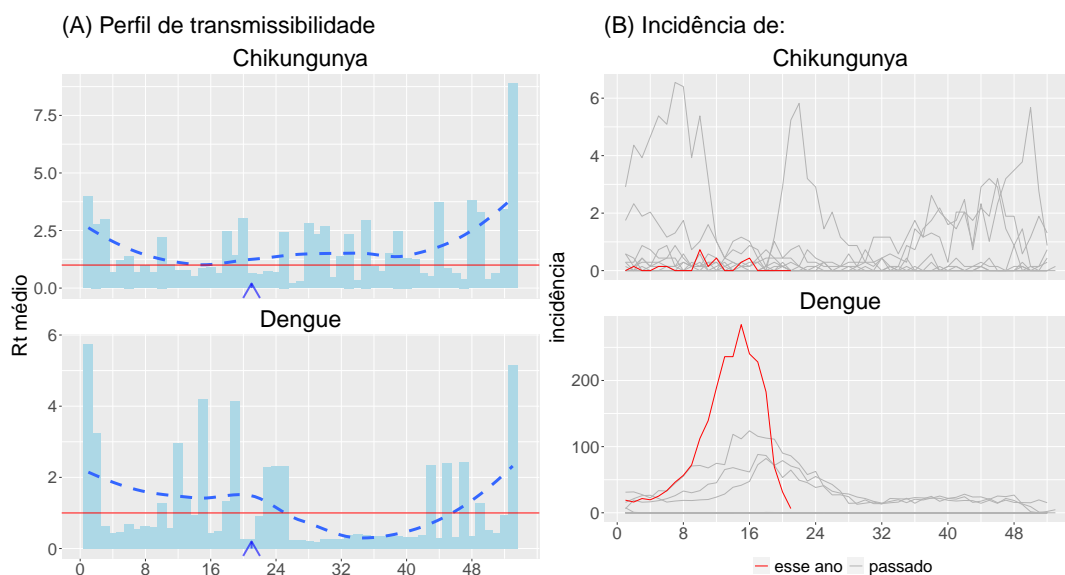 (A) Perfil de transmissibilidade
Chikungunya
7.5
5.0
2.5
0.0
Dengue
6
4
2
0
0 8 16 24 32 40 48
Rt médio
(B) Incidência de:
Chikungunya
6
4
2
0
Dengue
200
100
0
0 8 16 24 32 40 48
incidência
esse ano passado